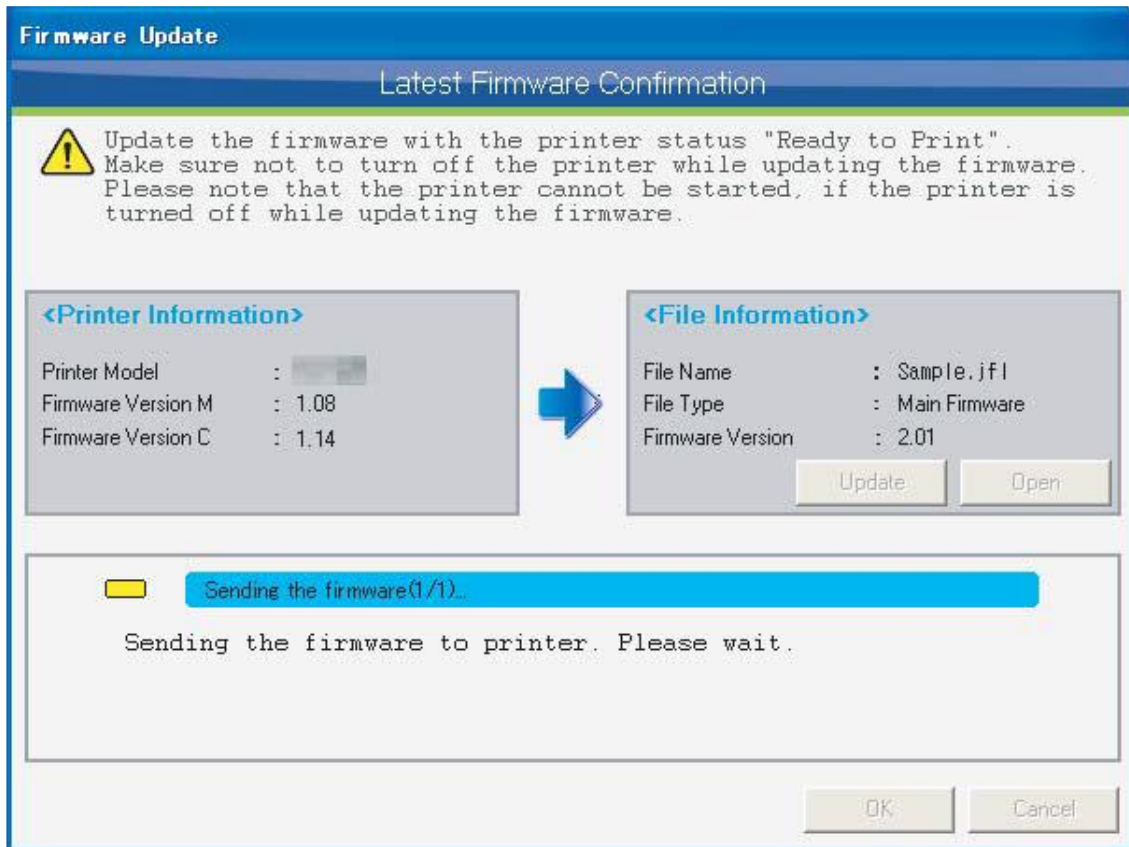 Firmware Update
Latest Firmware Confirmation
Update the firmware with the printer status "Ready to Print".
Make sure not to turn off the printer while updating the firmware.
Please note that the printer cannot be started, if the printer is
turned off while updating the firmware.
<Printer Information>
Printer Model :
Firmware Version M : 1.08
Firmware Version C : 1.14
<File Information>
File Name : Sample.jfl
File Type : Main Firmware
Firmware Version : 2.01
Update Open
Sending the firmware(1/1)...
Sending the firmware to printer. Please wait.
OK Cancel